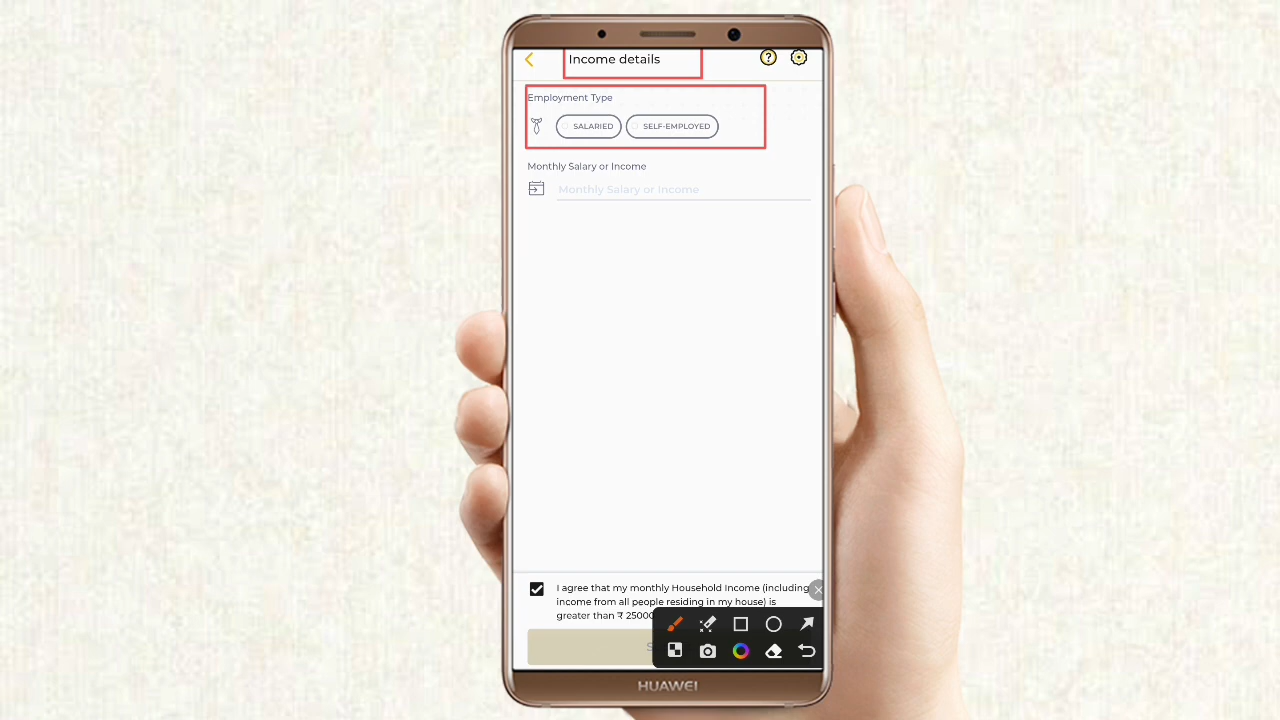 Income details
?
Employment Type
SALARIED
SELF-EMPLOYED
Monthly Salary or Income
Monthly Salary or Income
I agree that my monthly Household Income (including
income from all people residing in my house) is
greater than ₹ 25000
HUAWEI